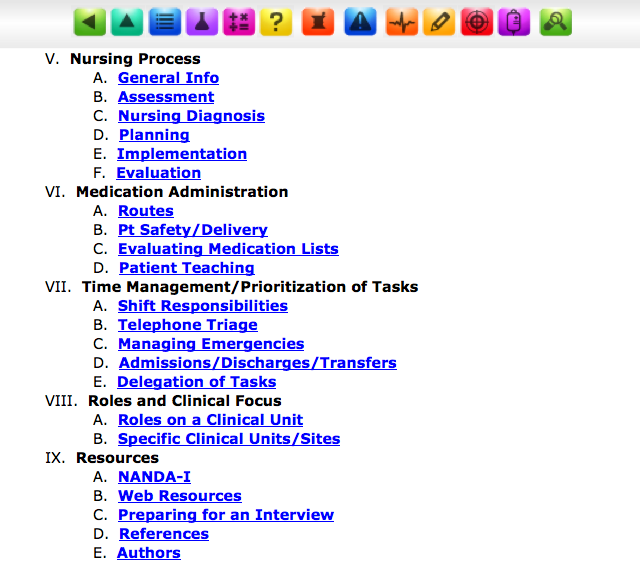 ?
V. Nursing Process
A. General Info
B. Assessment
C. Nursing Diagnosis
D. Planning
E. Implementation
F. Evaluation
VI. Medication Administration
A. Routes
B. Pt Safety/Delivery
C. Evaluating Medication Lists
D. Patient Teaching
VII. Time Management/Prioritization of Tasks
A. Shift Responsibilities
B. Telephone Triage
C. Managing Emergencies
D. Admissions/Discharges/Transfers
E. Delegation of Tasks
VIII. Roles and Clinical Focus
A. Roles on a Clinical Unit
B. Specific Clinical Units/Sites
IX. Resources
A. NANDA-I
B. Web Resources
C. Preparing for an Interview
D. References
E. Authors